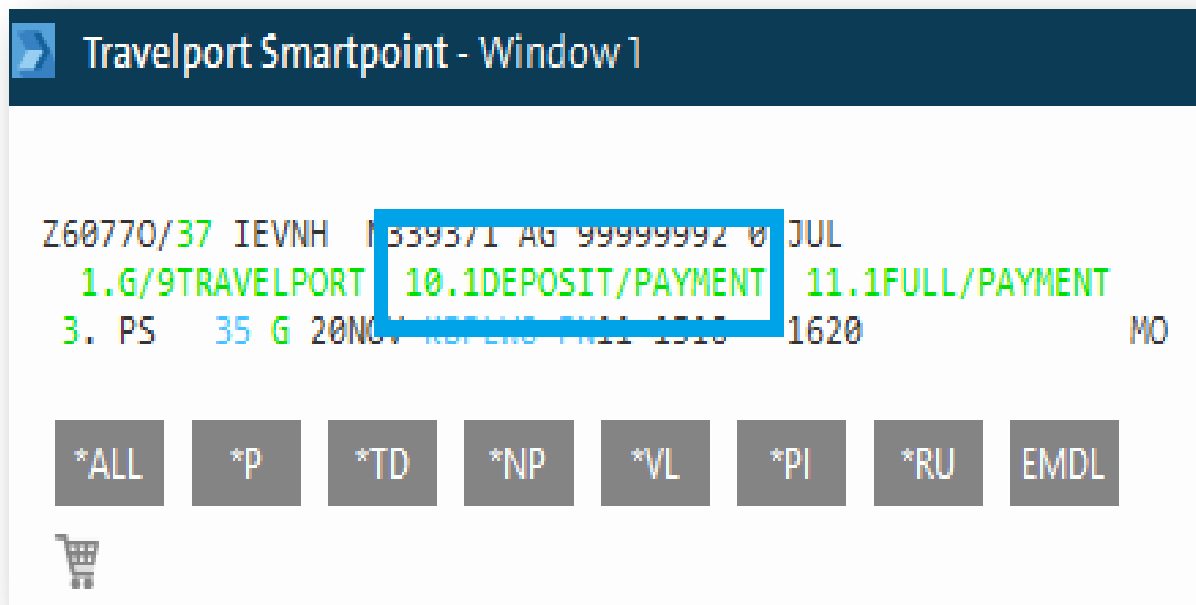 Travelport Smartpoint - Window 1
Z6077O/37 IEVNH N339371 AG 99999992 0 JUL
1.G/9TRAVELPORT 10.1DEPOSIT/PAYMENT 11.1FULL/PAYMENT
3. PS 35 G 20NOV 1620 MO
*ALL *P *TD *NP *VL *PI *RU EMDL